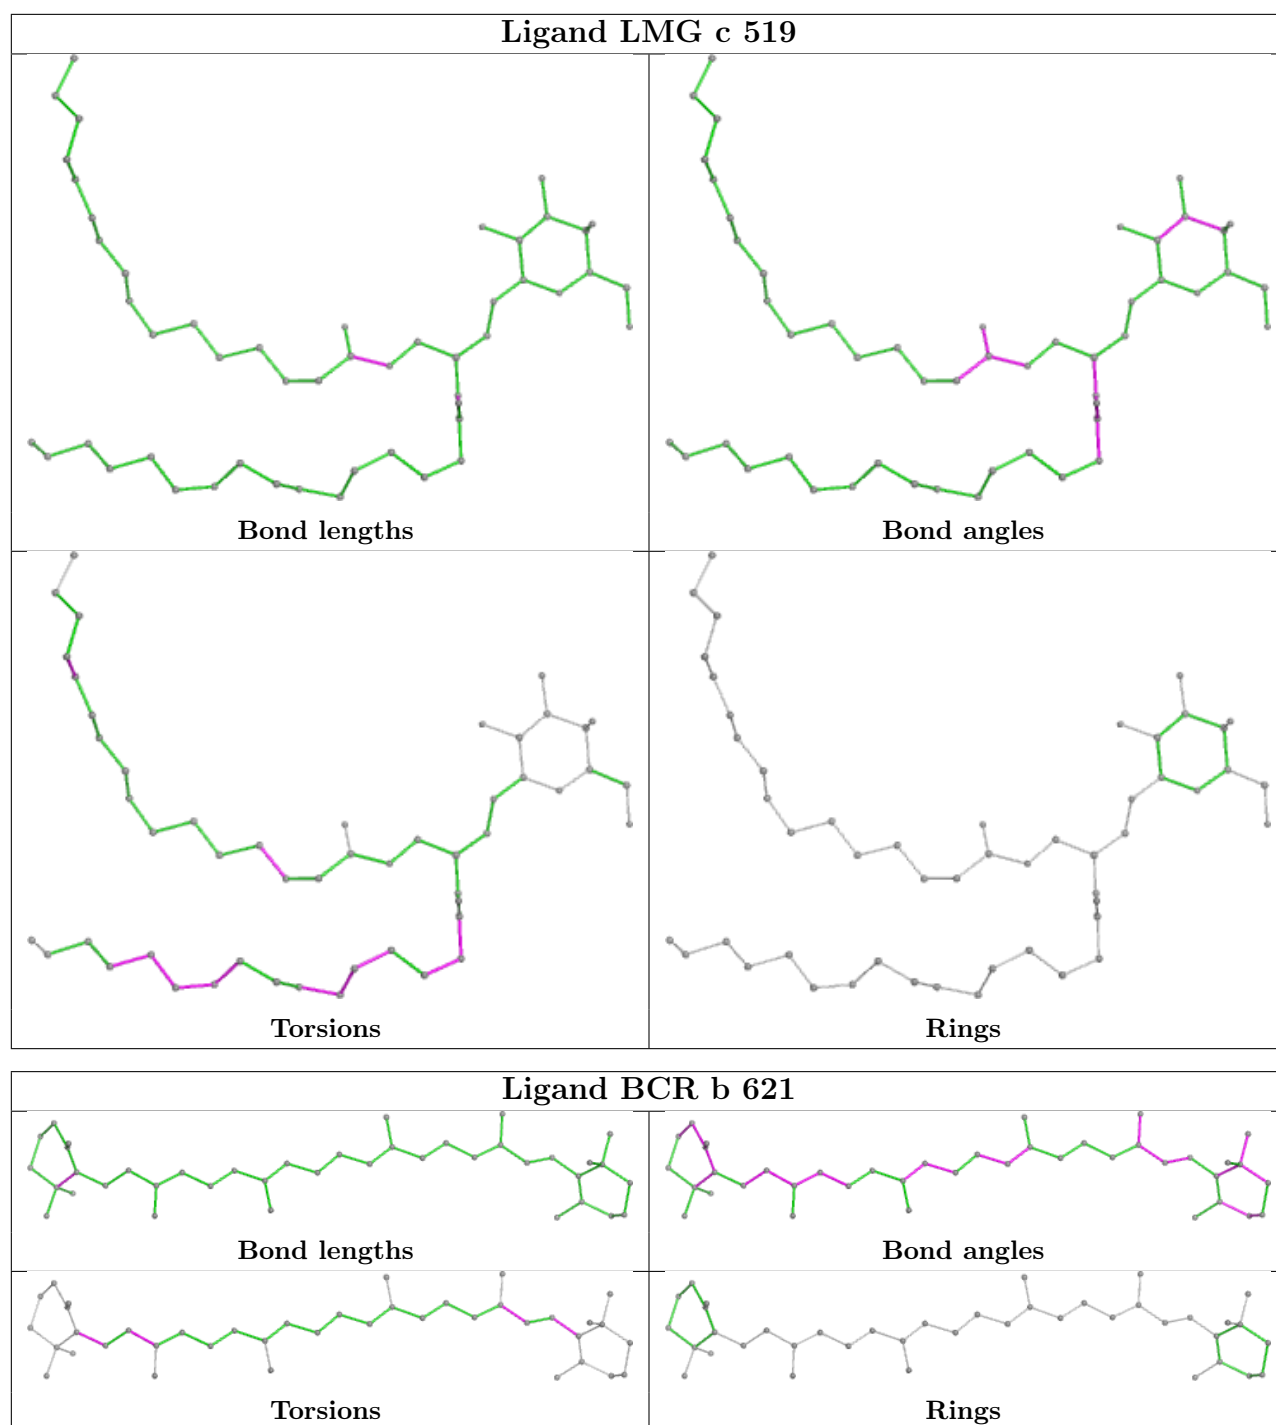 Ligand LMG c 519
Bond lengths
Bond angles
Torsions
Rings
Ligand BCR b 621
Bond lengths
Bond angles
Torsions
Rings